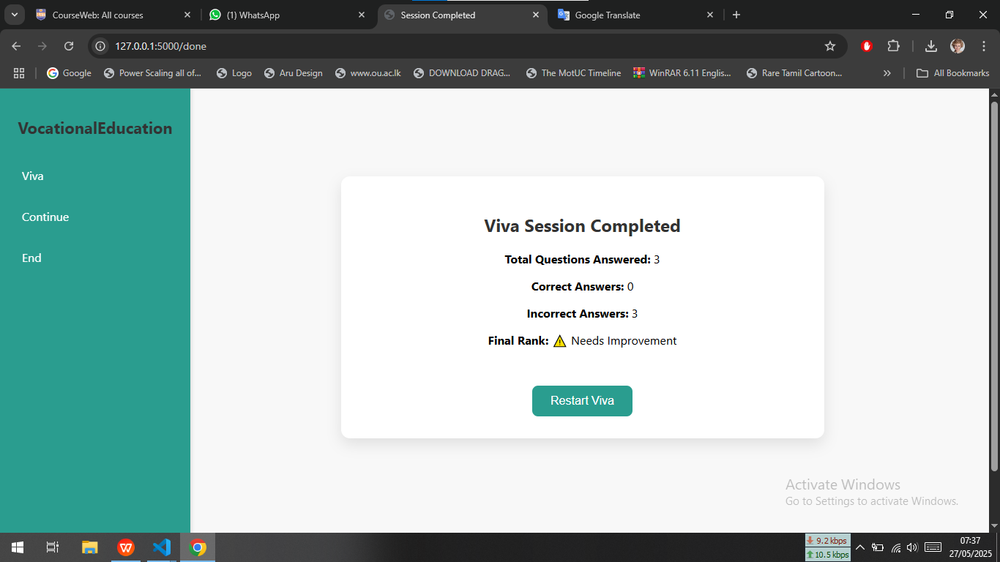 CourseWeb: All courses
(1) WhatsApp
Session Completed
Google Translate
127.0.0.1:5000/done
Google
Power Scaling all of...
Logo
Aru Design
www.ou.ac.lk
DOWNLOAD DRAG...
The MotUC Timeline
WinRAR 6.11 Englis...
Rare Tamil Cartoon...
»
All Bookmarks
VocationalEducation
Viva
Continue
End
Viva Session Completed
Total Questions Answered: 3
Correct Answers: 0
Incorrect Answers: 3
Final Rank: ⚠ Needs Improvement
Restart Viva
Activate Windows
Go to Settings to activate Windows.
9.2 kbps
10.5 kbps
07:37
27/05/2025